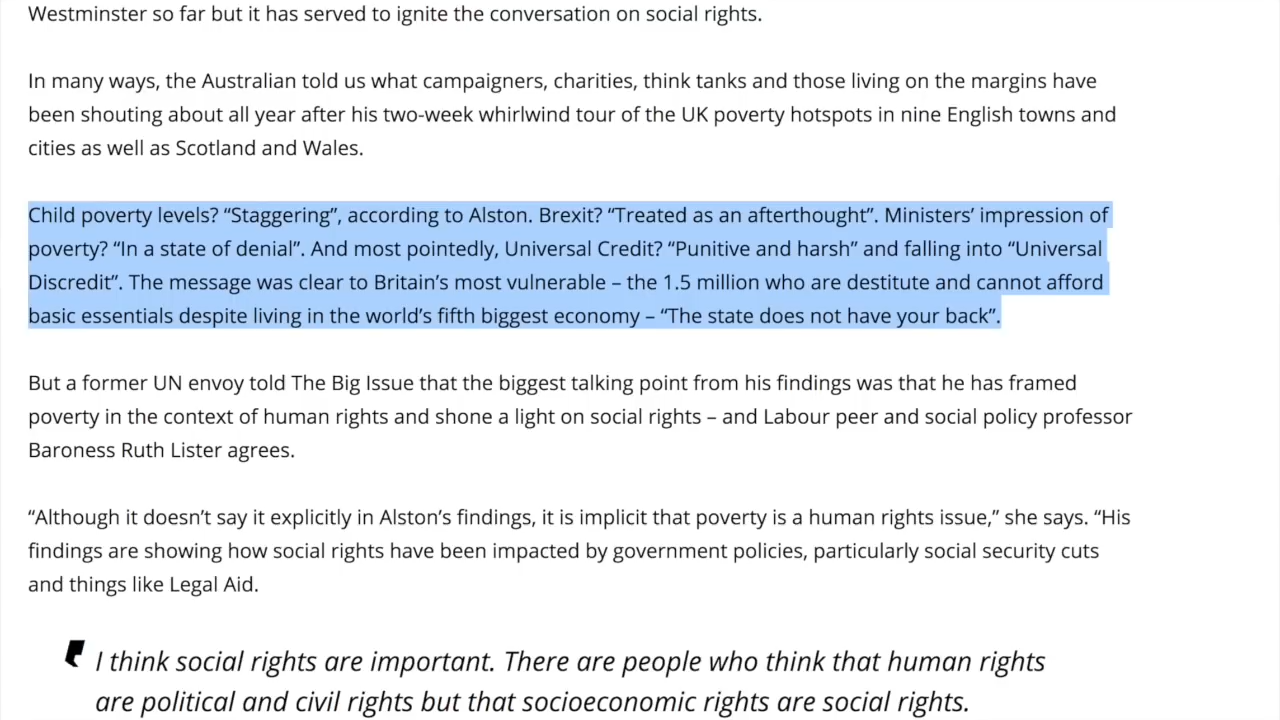 Westminster so far but it has served to ignite the conversation on social rights.
In many ways, the Australian told us what campaigners, charities, think tanks and those living on the margins have
been shouting about all year after his two-week whirlwind tour of the UK poverty hotspots in nine English towns and
cities as well as Scotland and Wales.
Child poverty levels? “Staggering”, according to Alston. Brexit? “Treated as an afterthought”. Ministers’ impression of
poverty? “In a state of denial”. And most pointedly, Universal Credit? “Punitive and harsh” and falling into “Universal
Discredit”. The message was clear to Britain’s most vulnerable – the 1.5 million who are destitute and cannot afford
basic essentials despite living in the world’s fifth biggest economy – “The state does not have your back”.
But a former UN envoy told The Big Issue that the biggest talking point from his findings was that he has framed
poverty in the context of human rights and shone a light on social rights – and Labour peer and social policy professor
Baroness Ruth Lister agrees.
“Although it doesn’t say it explicitly in Alston’s findings, it is implicit that poverty is a human rights issue,” she says. “His
findings are showing how social rights have been impacted by government policies, particularly social security cuts
and things like Legal Aid.
I think social rights are important. There are people who think that human rights
are political and civil rights but that socioeconomic rights are social rights.